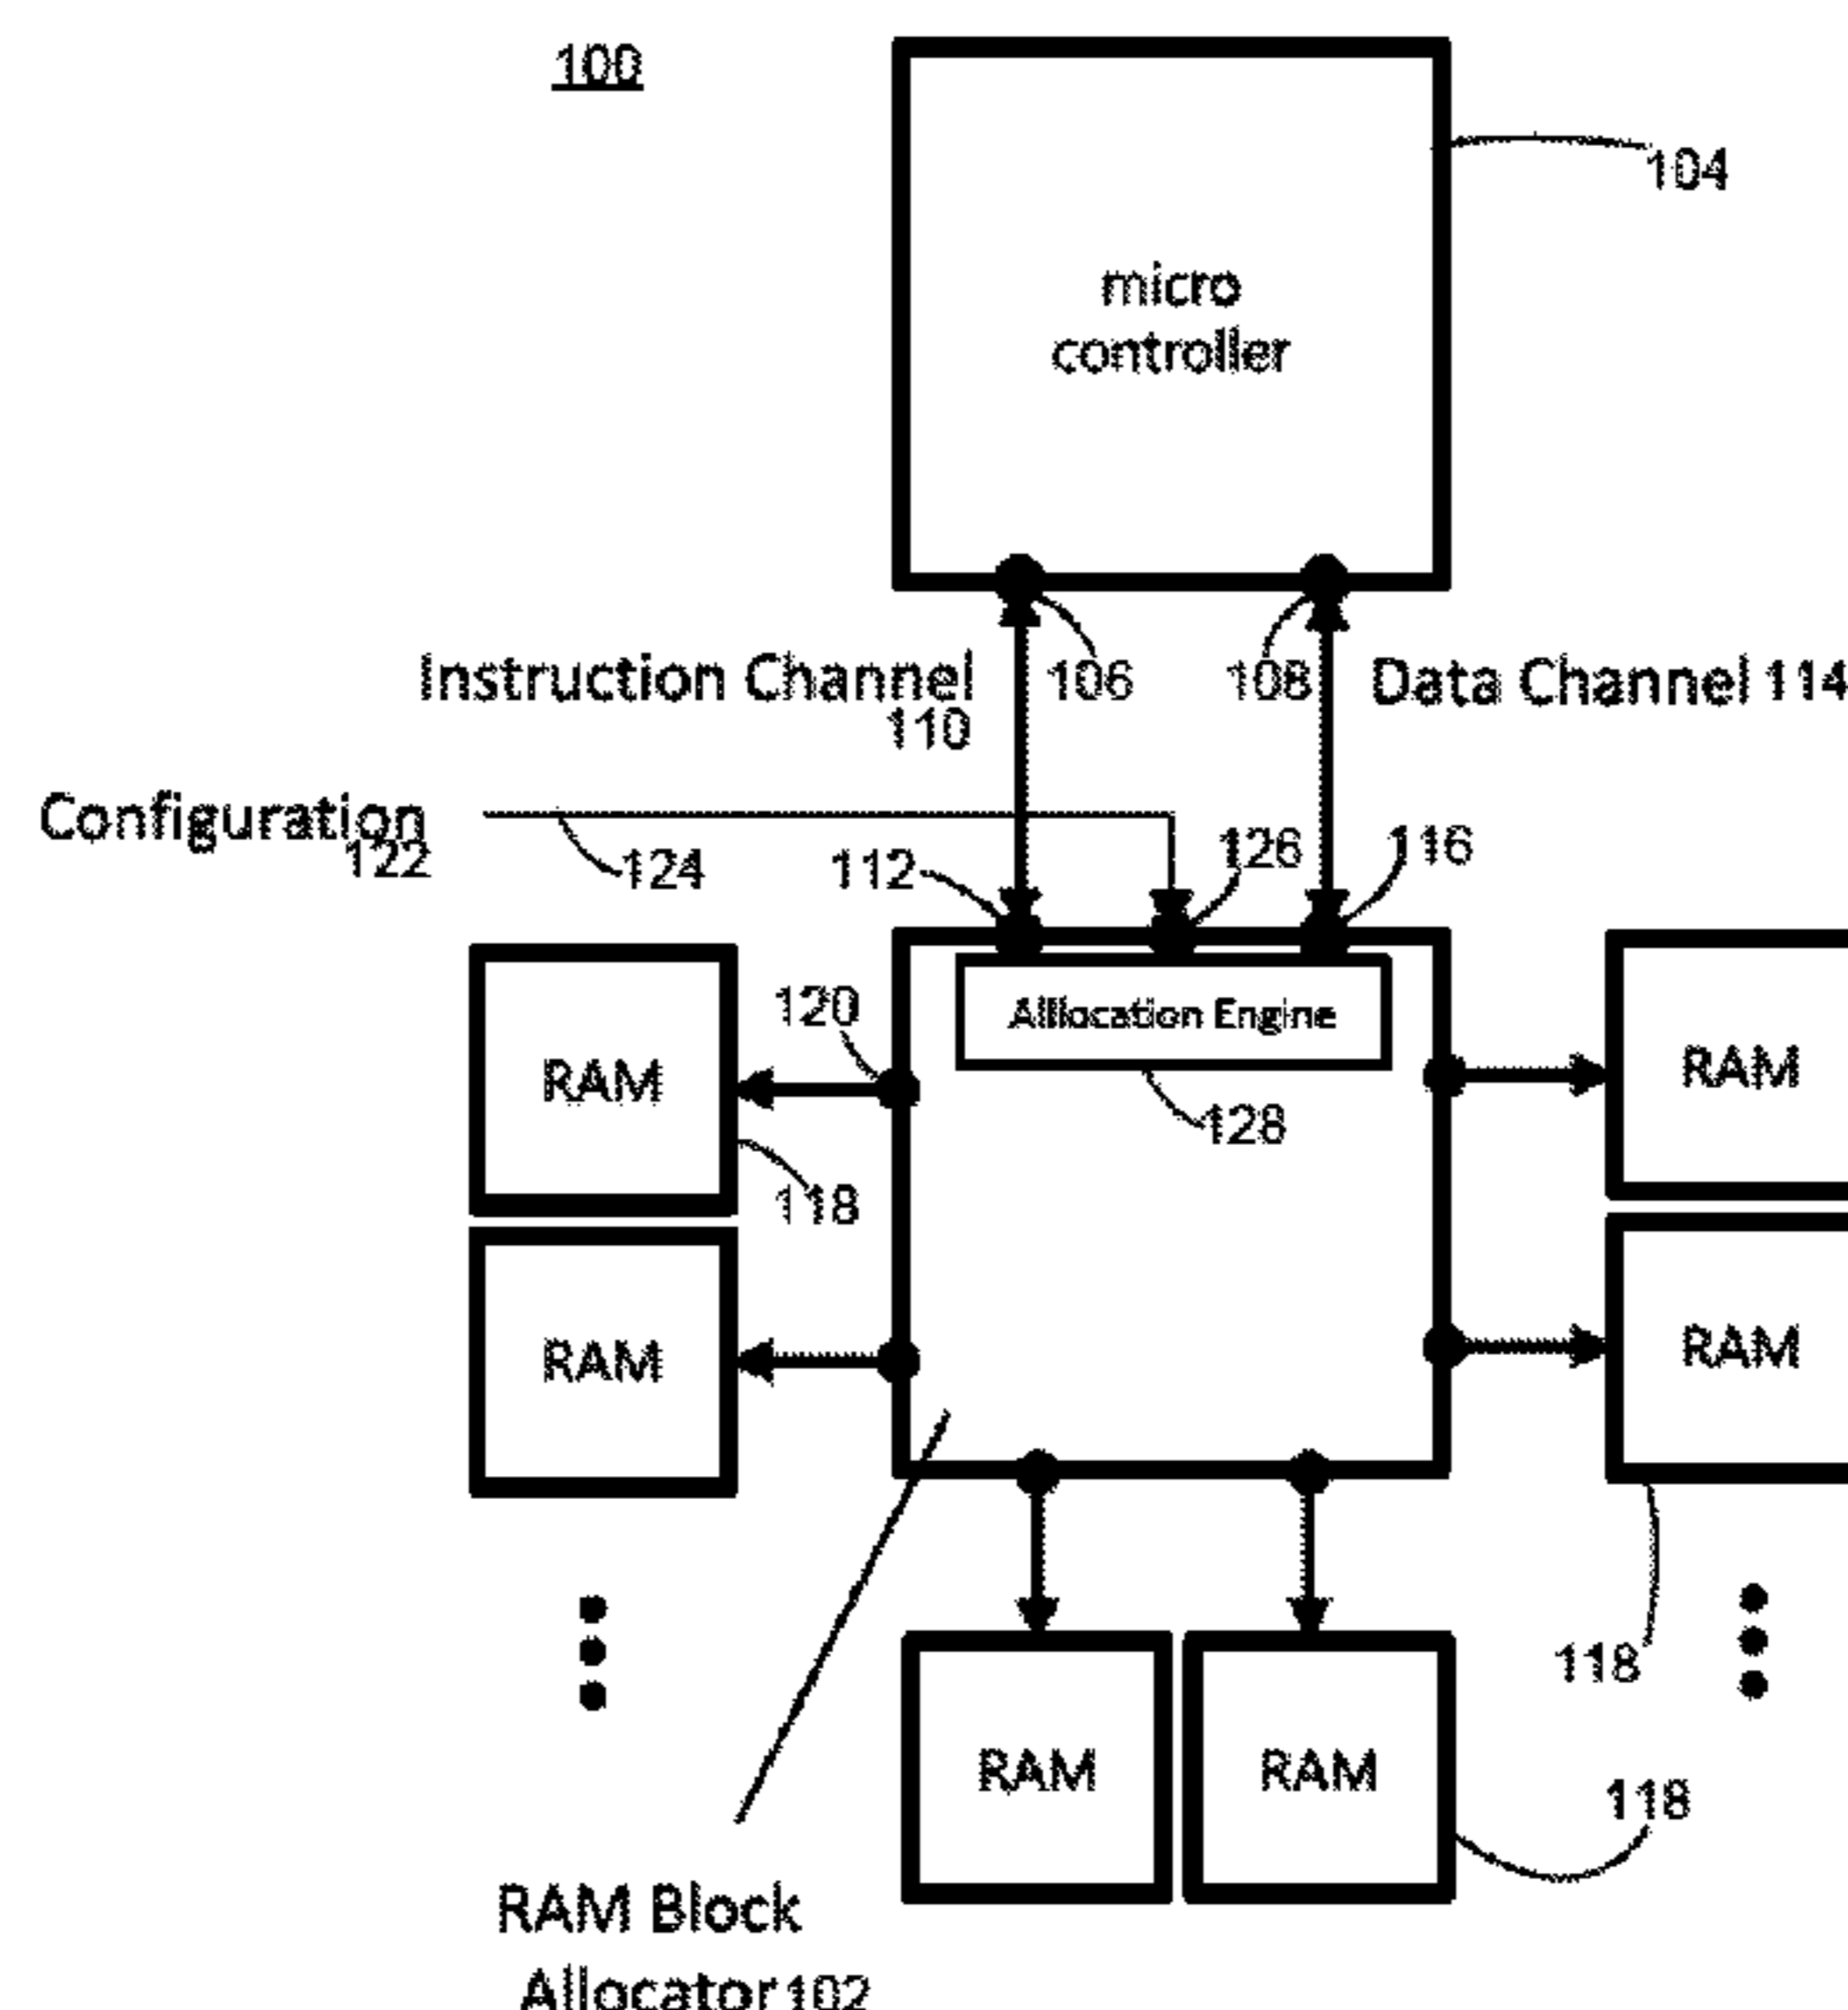 100
104
micro
controller
Instruction Channel
110
106
108
Data Channel 114
Configuration
122
124
112
126
116
120
Alllocation Engine
128
RAM
RAM
118
RAM
RAM
118
RAM
RAM
118
RAM Block
Allocator 102